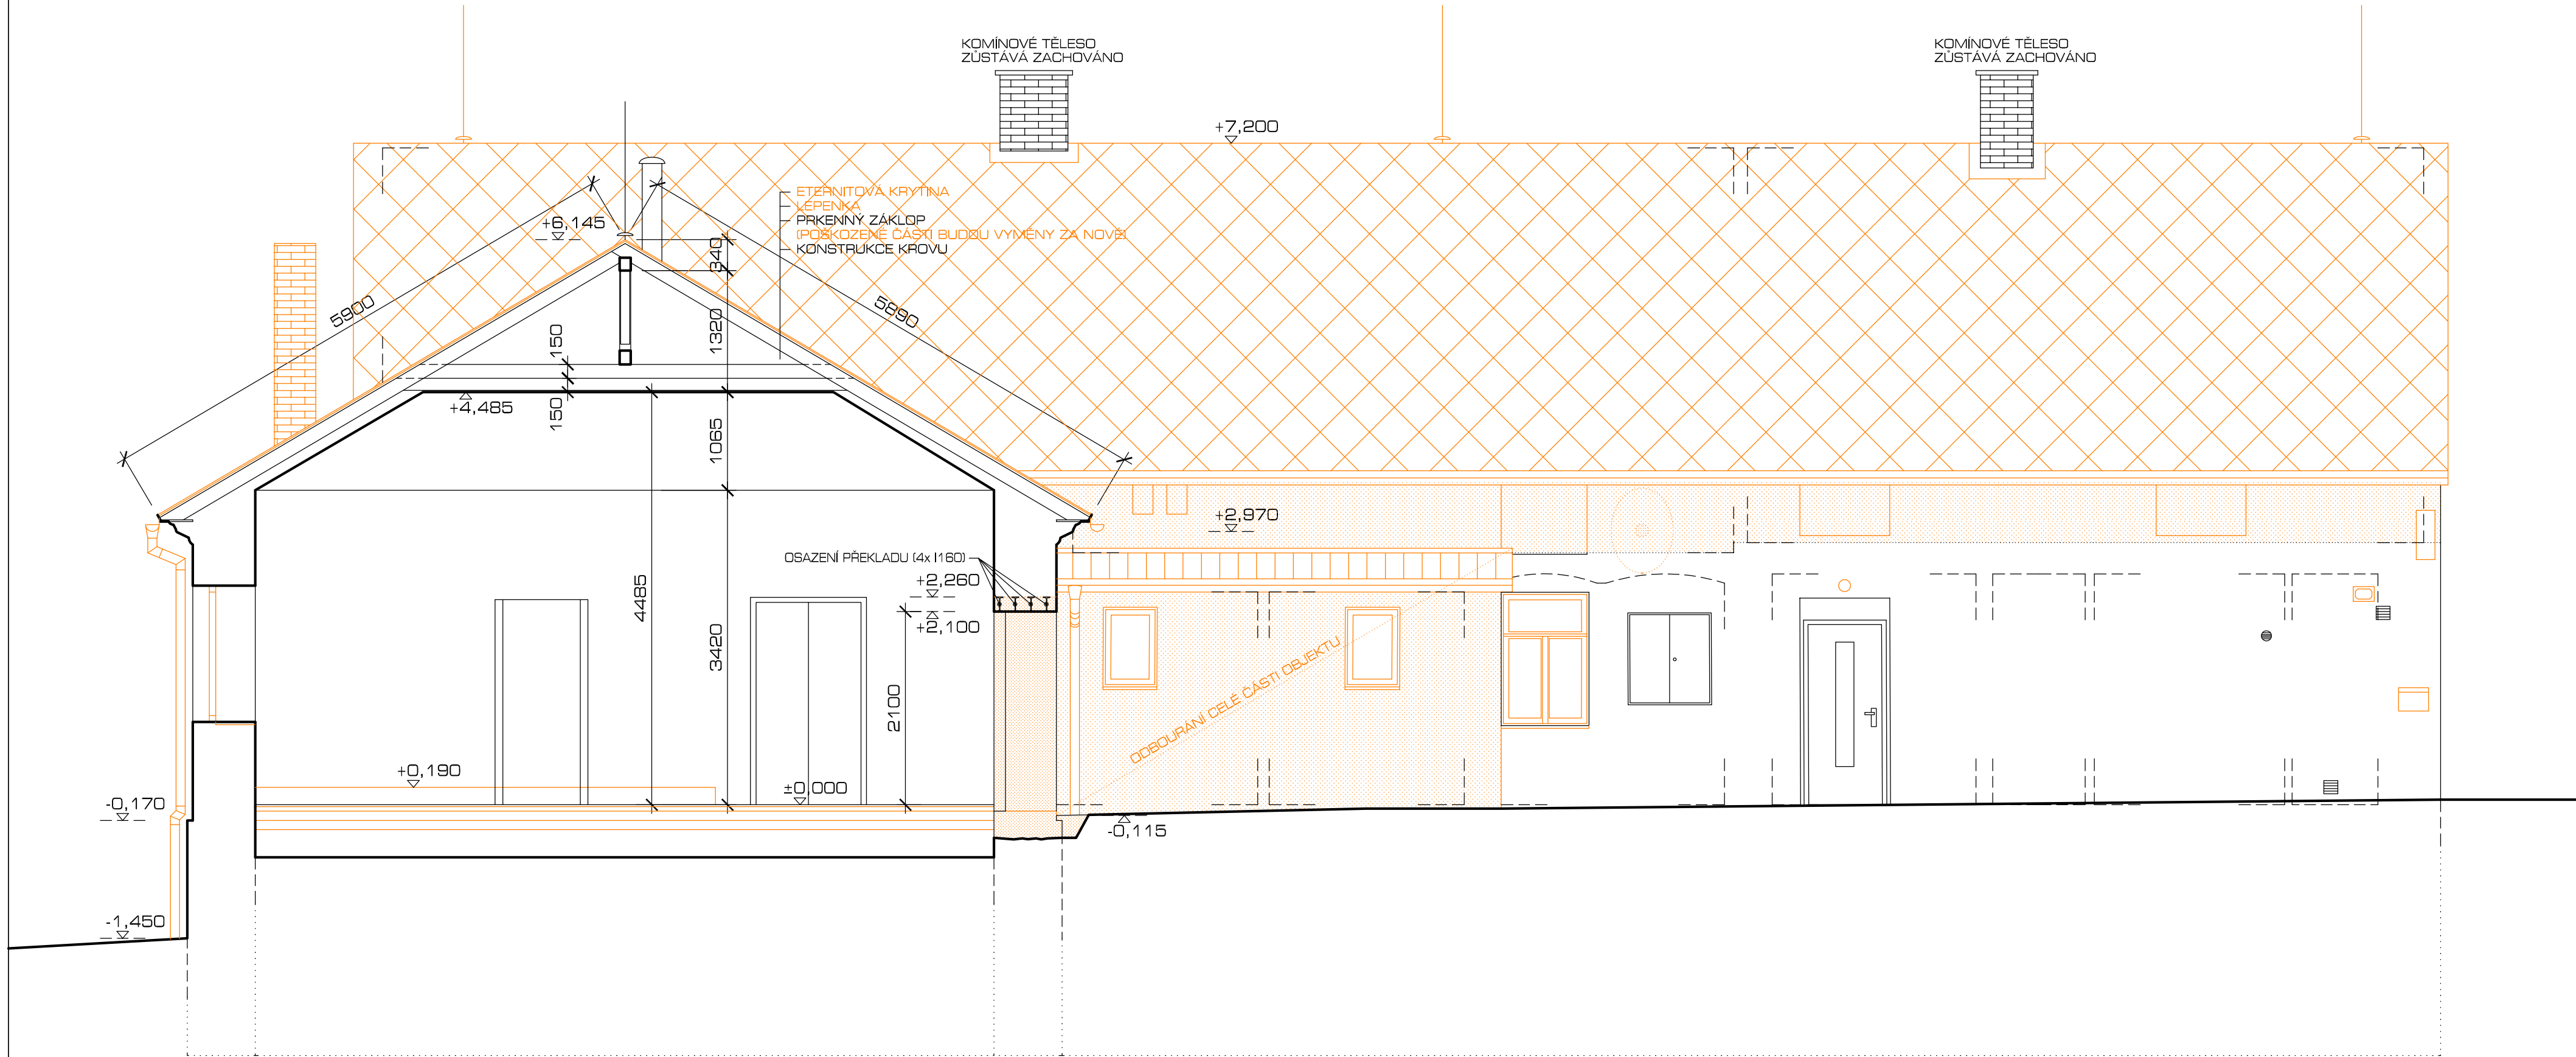 KOMÍNOVÉ TĚLESO
ZŮSTÁVÁ ZACHOVÁNO
KOMÍNOVÉ TĚLESO
ZŮSTÁVÁ ZACHOVÁNO
+7,200
ETERNITOVÁ KRYTINA
LEPENKA
PRKENNÝ ZÁKLOP
(POŠKOZENÉ ČÁSTI BUDOU VYMĚNY ZA NOVÉ)
KONSTRUKCE KROVU
+6,145
340
5900
5890
1320
150
150
+4,485
1065
+2,970
OSAZENÍ PŘEKLADU (4x I160)
+2,260
+2,100
4485
3420
2100
ODBOURÁNÍ CELÉ ČÁSTI OBJEKTU
+0,190
±0,000
-0,170
-0,115
-1,450